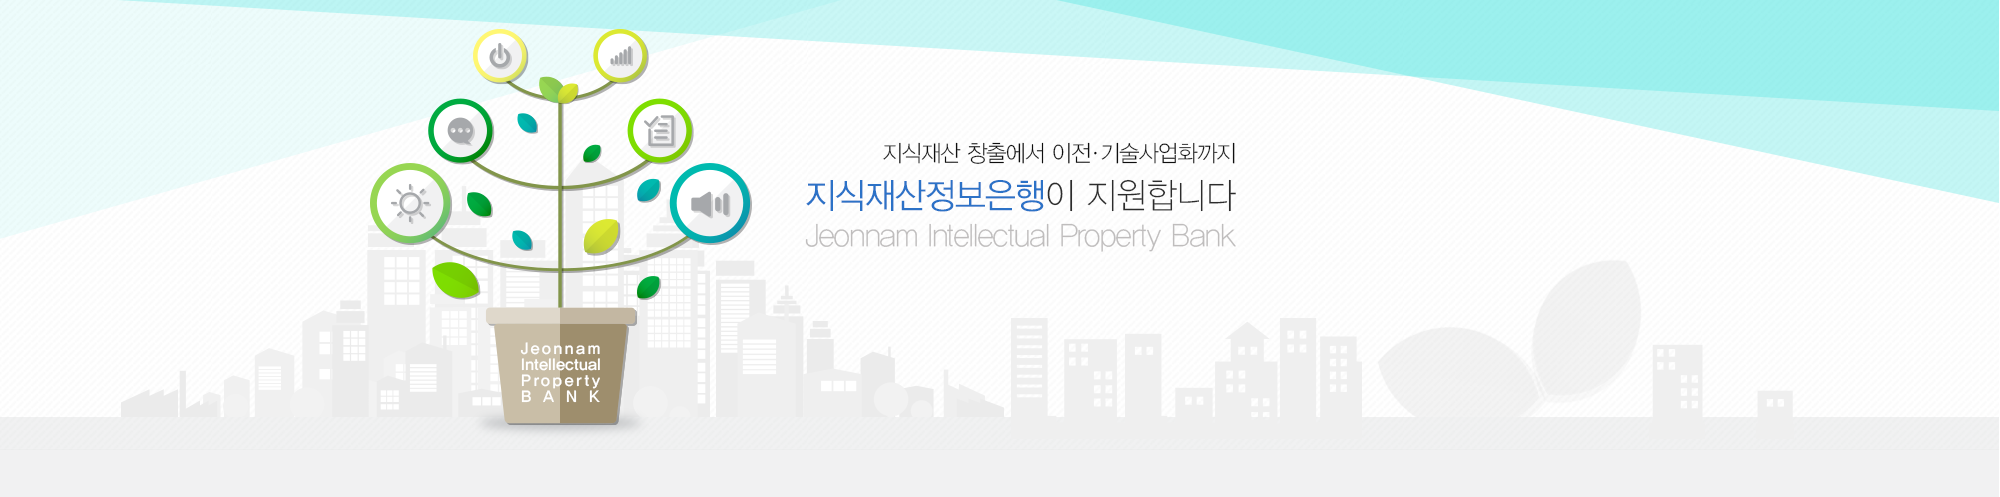 지식재산 창출에서 이전·기술사업화까지
지식재산정보은행이 지원합니다
Jeonnam Intellectual Property Bank
Jeonnam
Intellectual
Property
BANK